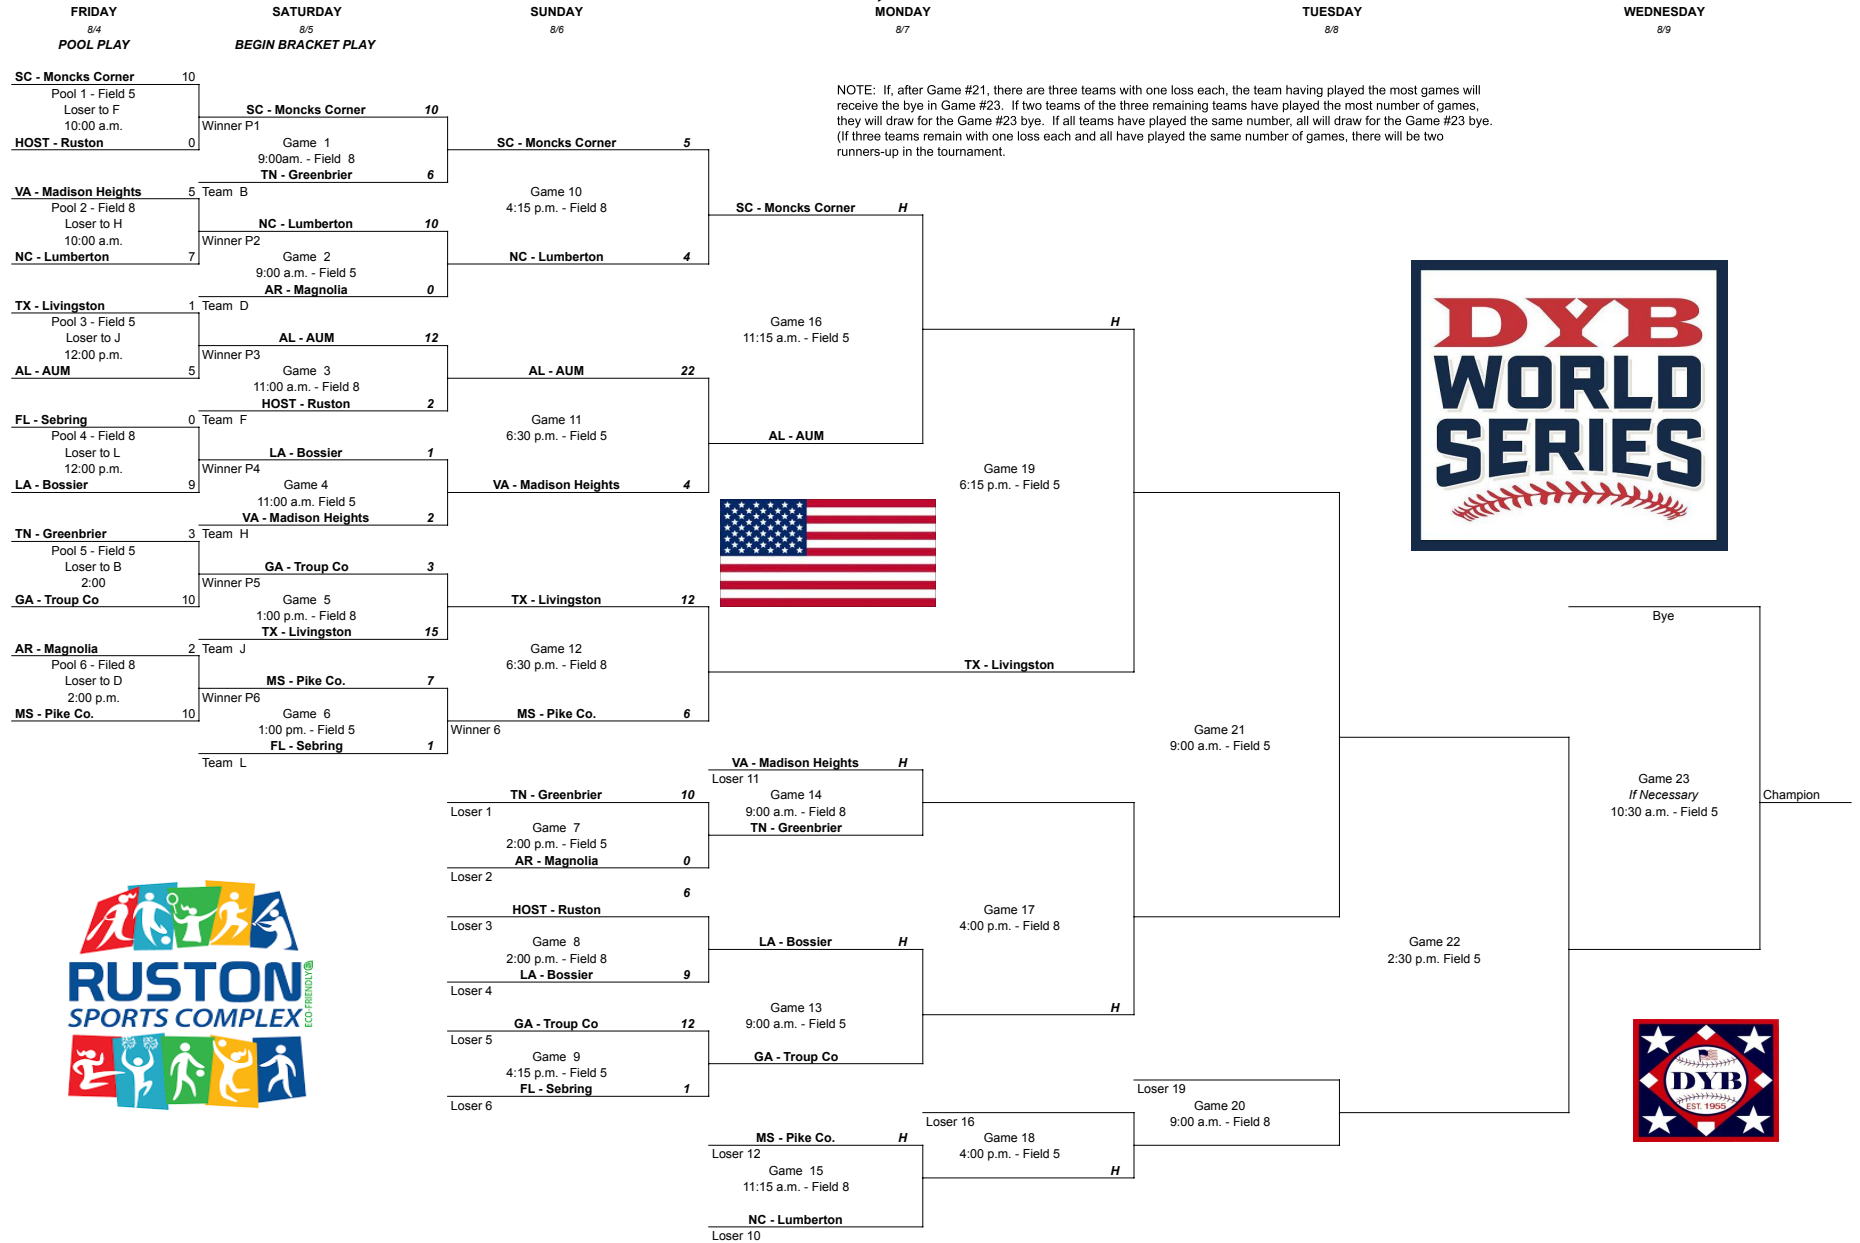 FRIDAY
8/4
POOL PLAY
SATURDAY
8/5
BEGIN BRACKET PLAY
SUNDAY
8/6
MONDAY
8/7
TUESDAY
8/8
WEDNESDAY
8/9
NOTE: If, after Game #21, there are three teams with one loss each, the team having played the most games will
receive the bye in Game #23. If two teams of the three remaining teams have played the most number of games,
they will draw for the Game #23 bye. If all teams have played the same number, all will draw for the Game #23 bye.
(If three teams remain with one loss each and all have played the same number of games, there will be two
runners-up in the tournament.
SC - Moncks Corner 10
Pool 1 - Field 5
Loser to F
10:00 a.m.
HOST - Ruston 0
VA - Madison Heights 5
Pool 2 - Field 8
Loser to H
10:00 a.m.
NC - Lumberton 7
TX - Livingston 1
Pool 3 - Field 5
Loser to J
12:00 p.m.
AL - AUM 5
FL - Sebring 0
Pool 4 - Field 8
Loser to L
12:00 p.m.
LA - Bossier 9
TN - Greenbrier 3
Pool 5 - Field 5
Loser to B
2:00
GA - Troup Co 10
AR - Magnolia 2
Pool 6 - Filed 8
Loser to D
2:00 p.m.
MS - Pike Co. 10
SC - Moncks Corner 10
Winner P1
Game 1
9:00am. - Field 8
TN - Greenbrier 6
Team B
NC - Lumberton 10
Winner P2
Game 2
9:00 a.m. - Field 5
AR - Magnolia 0
Team D
AL - AUM 12
Winner P3
Game 3
11:00 a.m. - Field 8
HOST - Ruston 2
Team F
LA - Bossier 1
Winner P4
Game 4
11:00 a.m. Field 5
VA - Madison Heights 2
Team H
GA - Troup Co 3
Winner P5
Game 5
1:00 p.m. - Field 8
TX - Livingston 15
Team J
MS - Pike Co. 7
Winner P6
Game 6
1:00 pm. - Field 5
FL - Sebring 1
Team L
SC - Moncks Corner 5
Game 10
4:15 p.m. - Field 8
NC - Lumberton 4
AL - AUM 22
Game 11
6:30 p.m. - Field 5
VA - Madison Heights 4
TX - Livingston 12
Game 12
6:30 p.m. - Field 8
MS - Pike Co. 6
Winner 6
TN - Greenbrier 10
Loser 1
Game 7
2:00 p.m. - Field 5
AR - Magnolia 0
Loser 2
6
HOST - Ruston
Loser 3
Game 8
2:00 p.m. - Field 8
LA - Bossier 9
Loser 4
GA - Troup Co 12
Loser 5
Game 9
4:15 p.m. - Field 5
FL - Sebring 1
Loser 6
SC - Moncks Corner H
Game 16
11:15 a.m. - Field 5
AL - AUM
VA - Madison Heights H
Loser 11
Game 14
9:00 a.m. - Field 8
TN - Greenbrier
LA - Bossier H
Game 13
9:00 a.m. - Field 5
GA - Troup Co
MS - Pike Co. H
Loser 12
Game 15
11:15 a.m. - Field 8
NC - Lumberton
Loser 10
H
Game 19
6:15 p.m. - Field 5
TX - Livingston
Game 17
4:00 p.m. - Field 8
H
Loser 16
Game 18
4:00 p.m. - Field 5
H
Game 21
9:00 a.m. - Field 5
Loser 19
Game 20
9:00 a.m. - Field 8
Game 22
2:30 p.m. Field 5
Bye
Game 23
If Necessary
10:30 a.m. - Field 5
Champion
DYB
WORLD
SERIES
RUSTON
SPORTS COMPLEX
ECO-FRIENDLY
DYB
EST. 1955